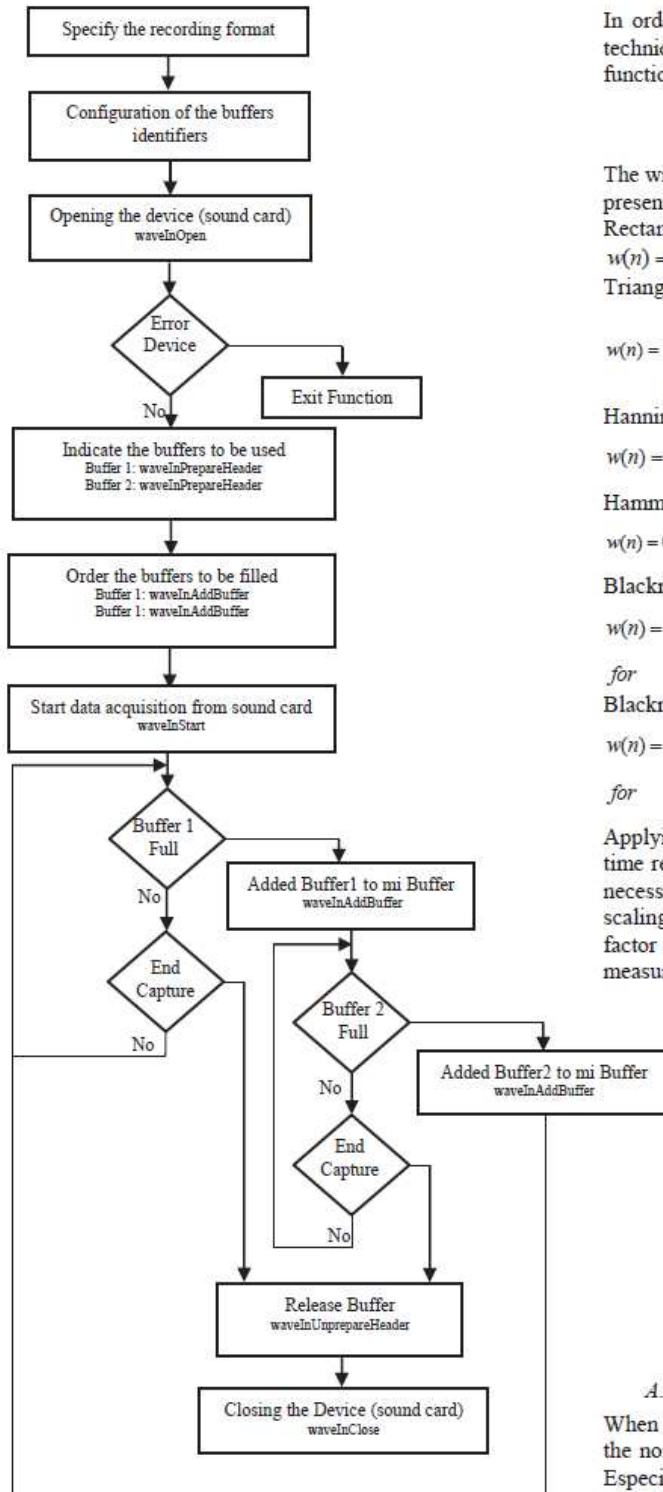 Specify the recording format
Configuration of the buffers
identifiers
Opening the device (sound card)
waveInOpen
Error
Device
Exit Function
No
Indicate the buffers to be used
Buffer 1: waveInPrepareHeader
Buffer 2: waveInPrepareHeader
Order the buffers to be filled
Buffer 1: waveInAddBuffer
Buffer 1: waveInAddBuffer
Start data acquisition from sound card
waveInStart
Buffer 1
Full
No
Added Buffer1 to mi Buffer
waveInAddBuffer
End
Capture
No
Buffer 2
Full
No
Added Buffer2 to mi Buffer
waveInAddBuffer
End
Capture
No
Release Buffer
waveInUnprepareHeader
Closing the Device (sound card)
waveInClose
In ord
techni
functio
The w
presen
Rectan
w(n) =
Triang
w(n) =
Hannin
w(n) =
Hamm
w(n) =
Blackr
w(n) =
for
Blackr
w(n) =
for
Applyi
time re
necess
scaling
factor
measu
A.
When
the no
Especi